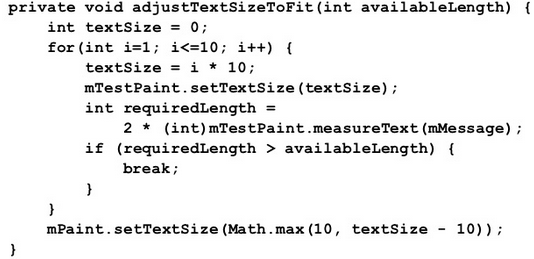 private void adjustTextSizeToFit(int availableLength) {
    int textSize = 0;
    for(int i=1; i<=10; i++) {
        textSize = i * 10;
        mTestPaint.setTextSize(textSize);
        int requiredLength =
            2 * (int)mTestPaint.measureText(mMessage);
        if (requiredLength > availableLength) {
            break;
        }
    }
    mPaint.setTextSize(Math.max(10, textSize - 10));
}